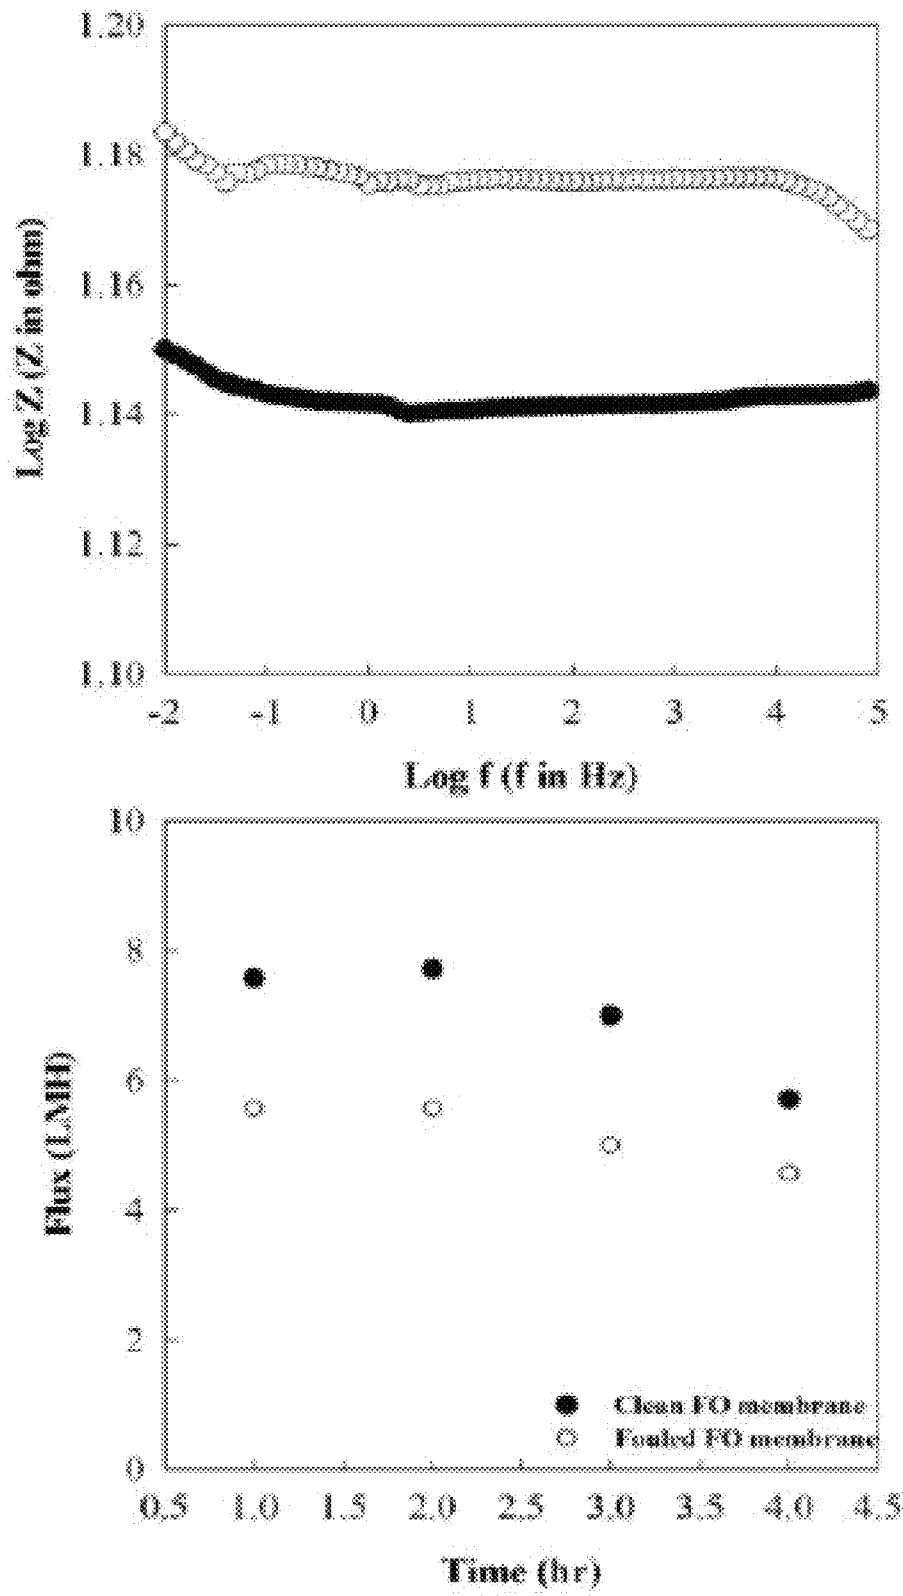 1.20
1.18
1.16
1.14
1.12
1.10
Log Z (Z in ohm)
-2 -1 0 1 2 3 4 5
Log f (f in Hz)
10
8
6
4
2
0
Flux (LMH)
Clean FO membrane
Fouled FO membrane
0.5 1.0 1.5 2.0 2.5 3.0 3.5 4.0 4.5
Time (hr)